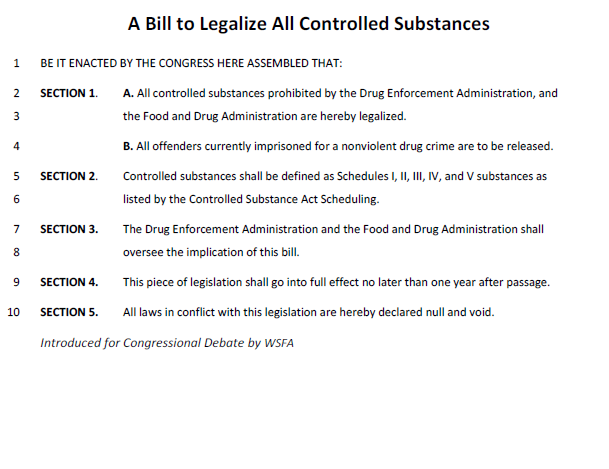 A Bill to Legalize All Controlled Substances
1 BE IT ENACTED BY THE CONGRESS HERE ASSEMBLED THAT:
2 SECTION 1. A. All controlled substances prohibited by the Drug Enforcement Administration, and
3 the Food and Drug Administration are hereby legalized.
4 B. All offenders currently imprisoned for a nonviolent drug crime are to be released.
5 SECTION 2. Controlled substances shall be defined as Schedules I, II, III, IV, and V substances as
6 listed by the Controlled Substance Act Scheduling.
7 SECTION 3. The Drug Enforcement Administration and the Food and Drug Administration shall
8 oversee the implication of this bill.
9 SECTION 4. This piece of legislation shall go into full effect no later than one year after passage.
10 SECTION 5. All laws in conflict with this legislation are hereby declared null and void.
Introduced for Congressional Debate by WSFA